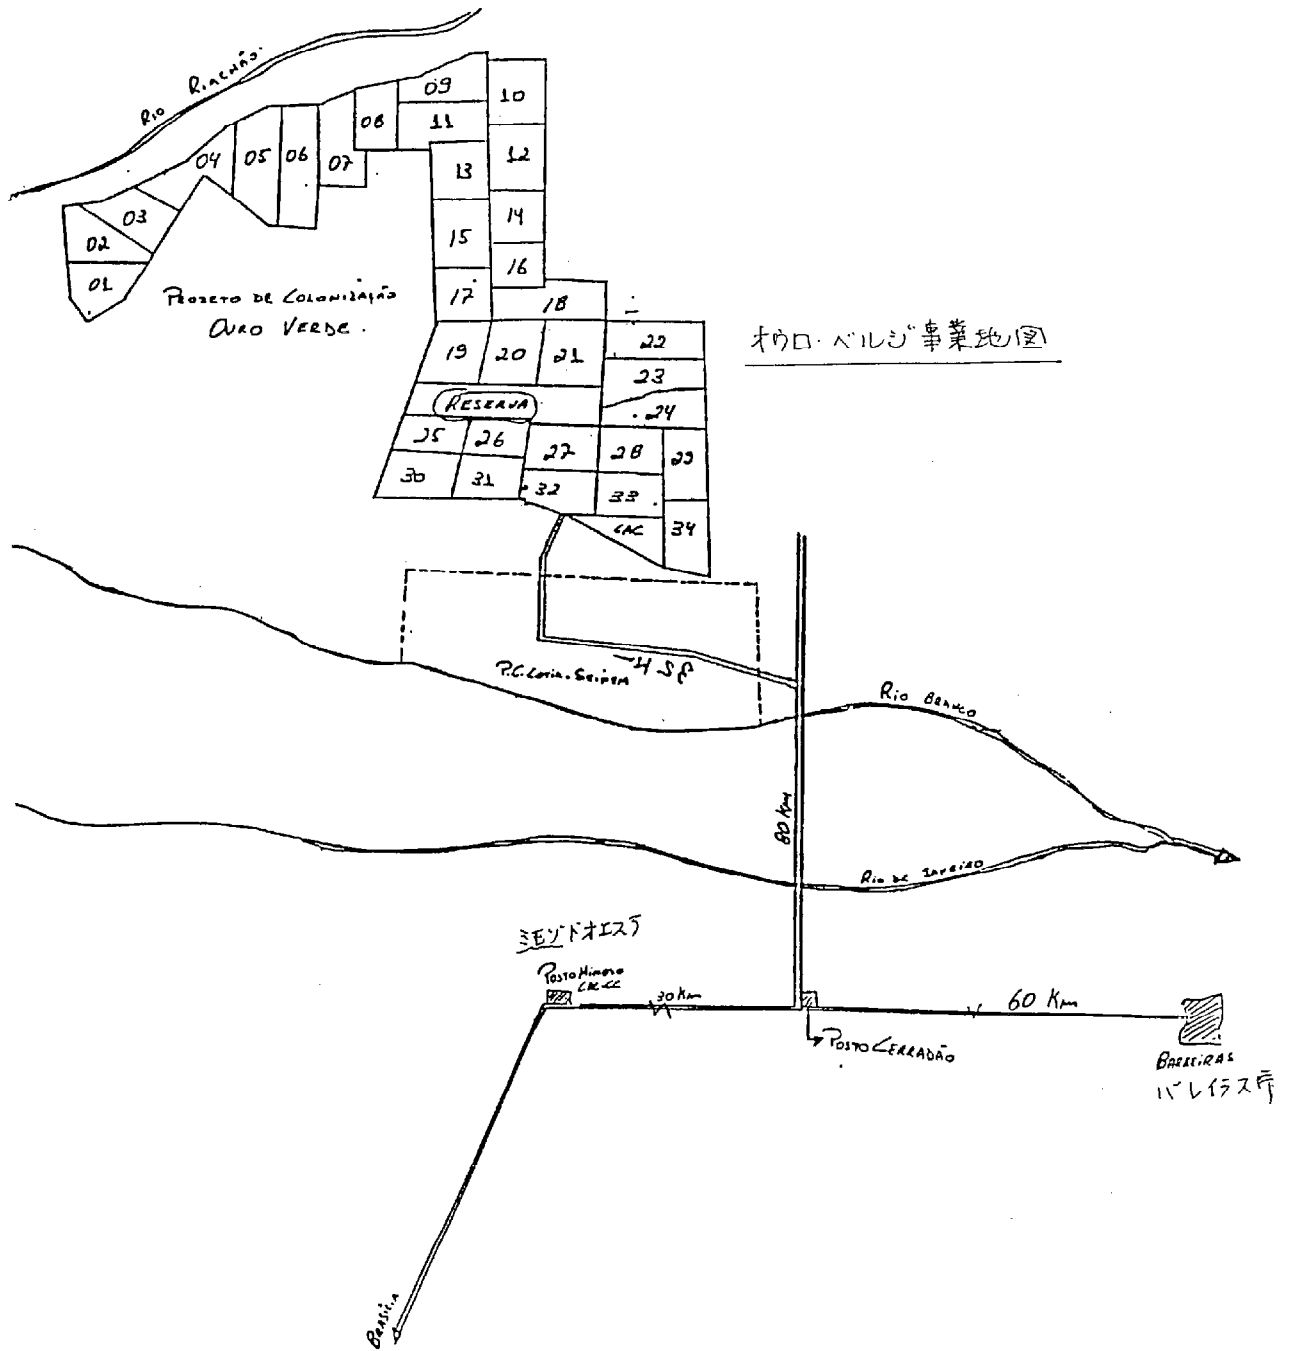 RIO RIACHÃO.
09
10
08
11
04
05
06
07
12
13
03
14
02
15
16
01
17
18
PROJETO DE COLONIZAÇÃO
OURO VERDE.
オウロ・ベルジ事業地図
22
19
20
21
23
RESERVA
24
25
26
27
28
29
30
31
32
33
CAC
34
RIO BRANCO
80 Km
RIO DE JANEIRO
ミモゾドオエステ
POSTO MIMOSO
30 Km
60 Km
POSTO CERRADÃO
BARREIRAS
バレイラス市
BRASÍLIA